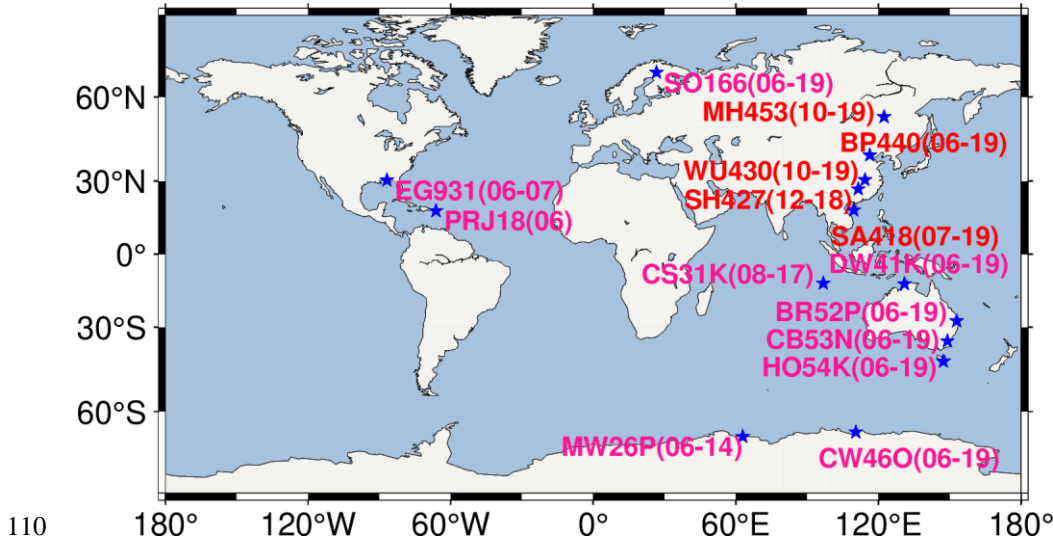 SO166(06-19)
60°N
MH453(10-19)
BP440(06-19)
WU430(10-19)
30°N
EG931(06-07)
SH427(12-18)
PRJ18(06)
SA418(07-19)
0°
DW41K(06-19)
CS31K(08-17)
BR52P(06-19)
30°S
CB53N(06-19)
HO54K(06-19)
60°S
MW26P(06-14)
CW46O(06-19)
110
180° 120°W 60°W 0° 60°E 120°E 180°